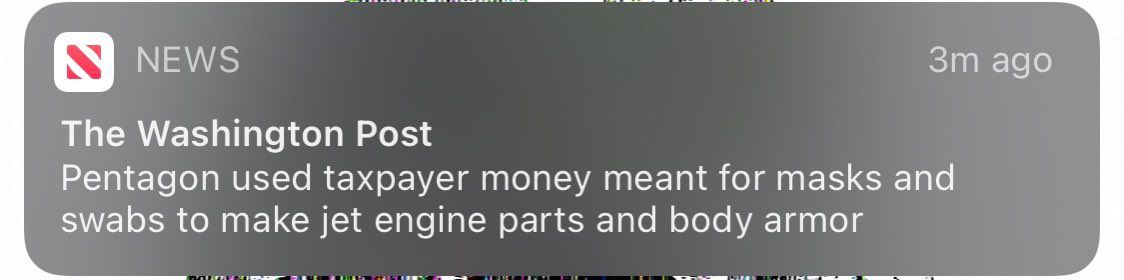 NEWS
3m ago
The Washington Post
Pentagon used taxpayer money meant for masks and
swabs to make jet engine parts and body armor